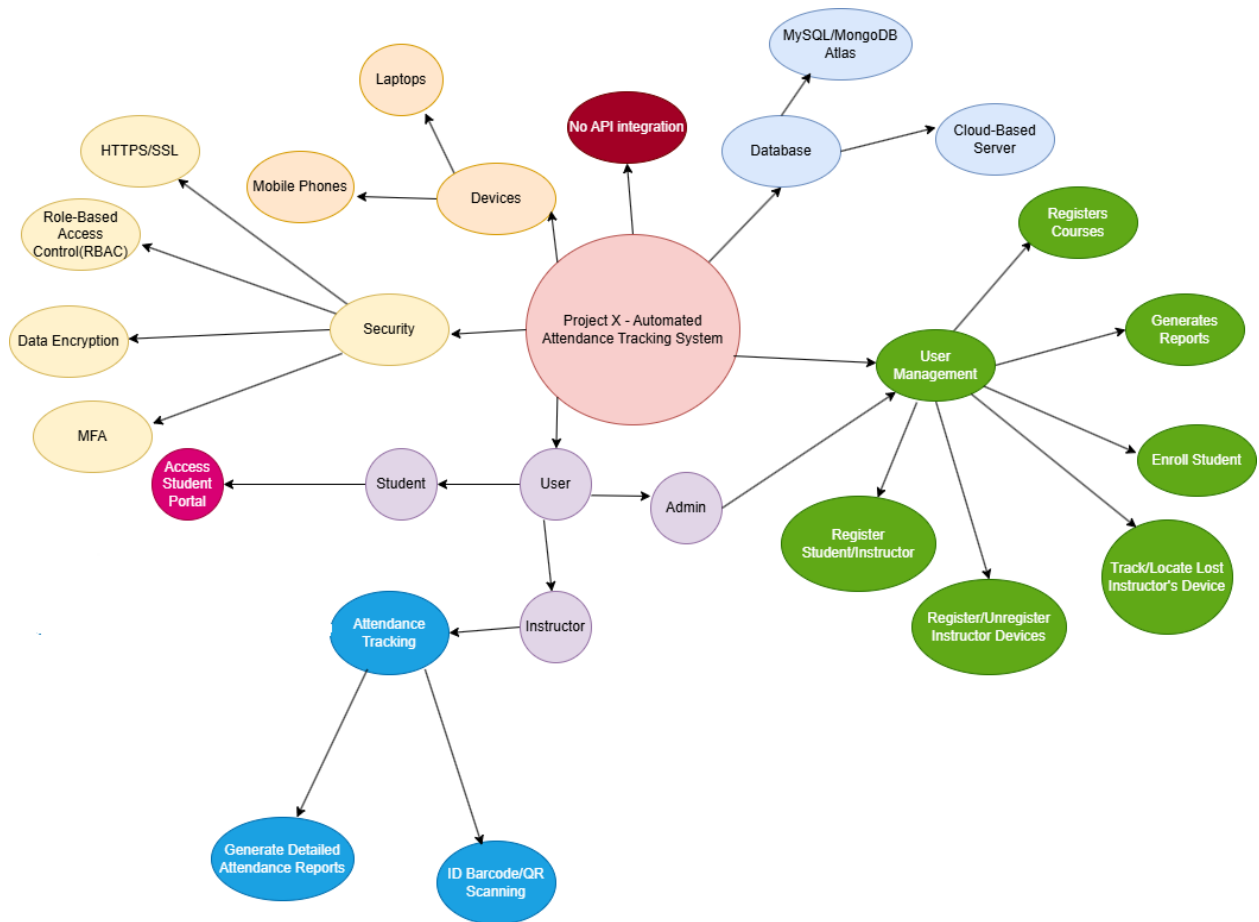 MySQL/MongoDB
Atlas
Laptops
No API integration
Database
Cloud-Based
Server
HTTPS/SSL
Mobile Phones
Devices
Role-Based
Access
Control(RBAC)
Registers
Courses
Security
Project X - Automated
Attendance Tracking System
Data Encryption
Generates
Reports
User
Management
MFA
Access
Student
Portal
Student
User
Admin
Enroll Student
Register
Student/Instructor
Track/Locate Lost
Instructor's Device
Attendance
Tracking
Instructor
Register/Unregister
Instructor Devices
Generate Detailed
Attendance Reports
ID Barcode/QR
Scanning